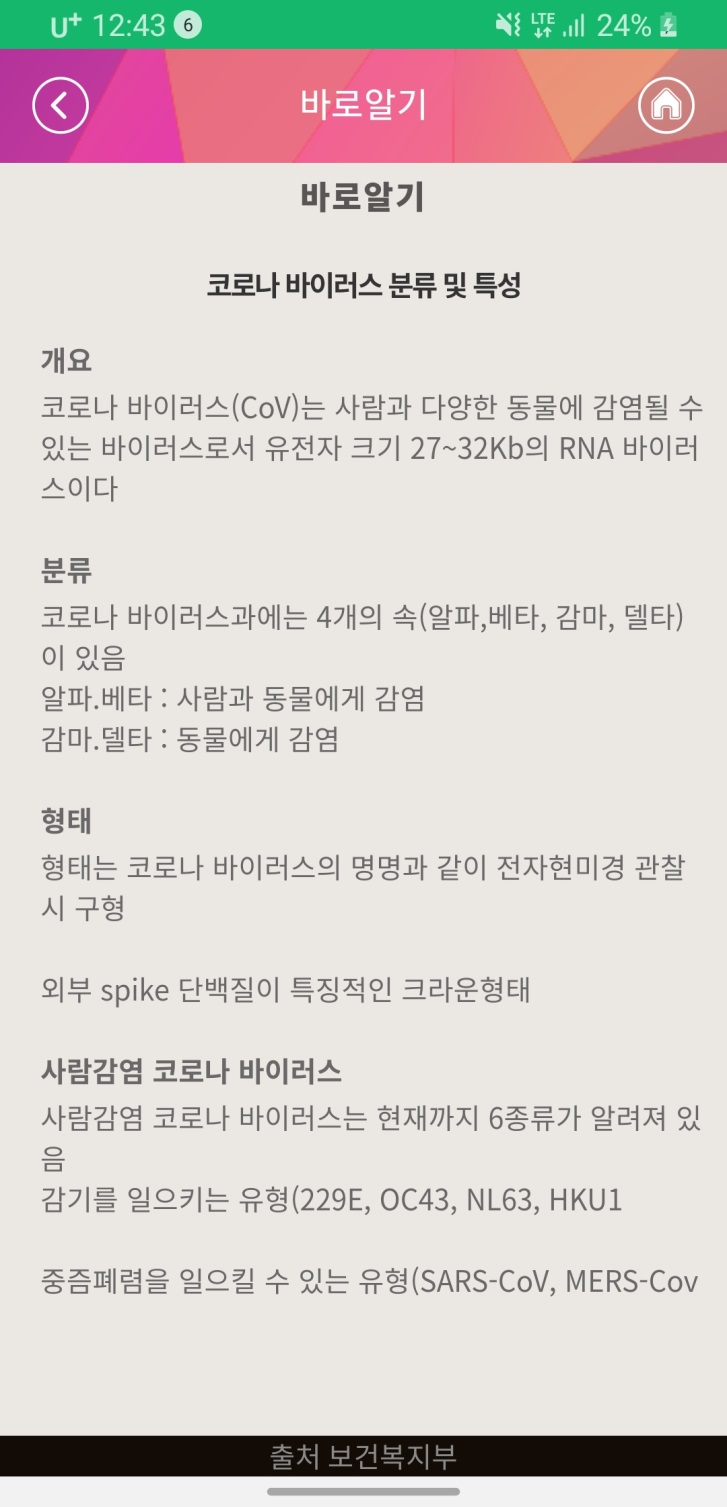 U+ 12:43 6 LTE 24%
바로알기
바로알기
코로나 바이러스 분류 및 특성
개요
코로나 바이러스(CoV)는 사람과 다양한 동물에 감염될 수
있는 바이러스로서 유전자 크기 27~32Kb의 RNA 바이러
스이다
분류
코로나 바이러스과에는 4개의 속(알파,베타, 감마, 델타)
이 있음
알파.베타 : 사람과 동물에게 감염
감마.델타 : 동물에게 감염
형태
형태는 코로나 바이러스의 명명과 같이 전자현미경 관찰
시 구형
외부 spike 단백질이 특징적인 크라운형태
사람감염 코로나 바이러스
사람감염 코로나 바이러스는 현재까지 6종류가 알려져 있
음
감기를 일으키는 유형(229E, OC43, NL63, HKU1
중즘폐렴을 일으킬 수 있는 유형(SARS-CoV, MERS-Cov
출처 보건복지부